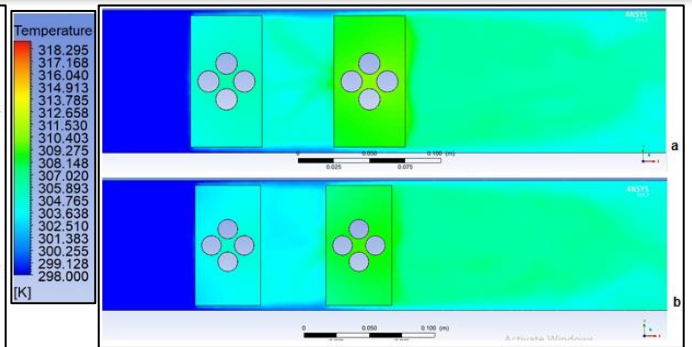 Temperature
318.295
317.168
316.040
314.913
313.785
312.658
311.530
310.403
309.275
308.148
307.020
305.893
304.765
303.638
302.510
301.383
300.255
299.128
298.000
[K]
ANSYS
a
0 0.050 0.100 (m)
0.025 0.075
ANSYS
b
0 0.050 0.100 (m)
Activate Windows